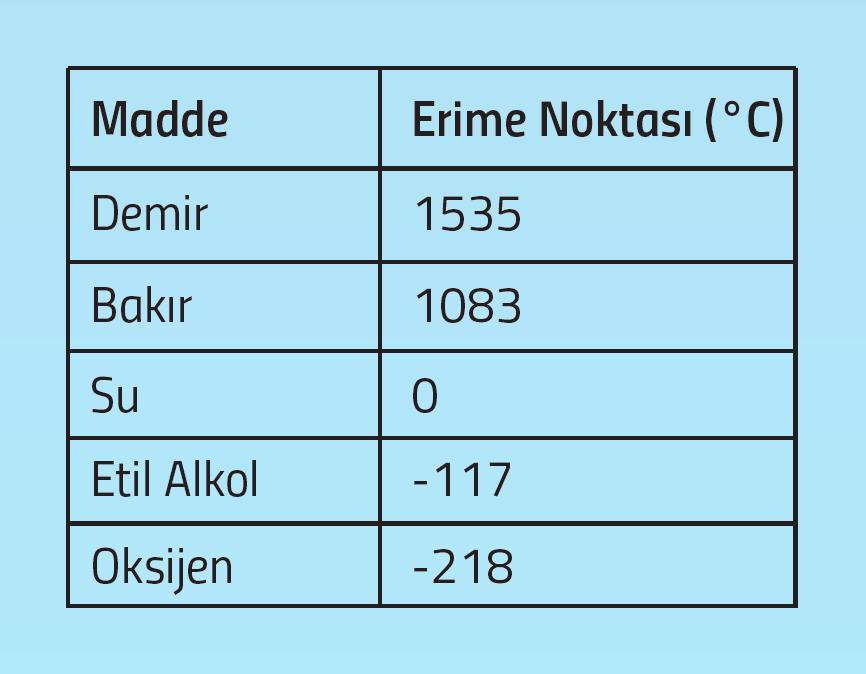 Madde Erime Noktası (°C)
Demir 1535
Bakır 1083
Su 0
Etil Alkol -117
Oksijen -218